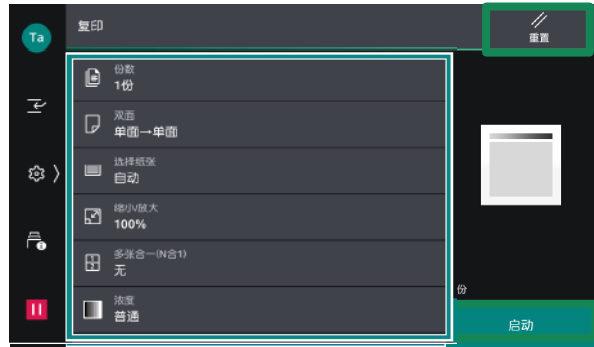 Ta
复印
重置
份数
1份
双面
单面→单面
选择纸张
自动
缩小/放大
100%
多张合一(N合1)
无
浓度
普通
份
启动